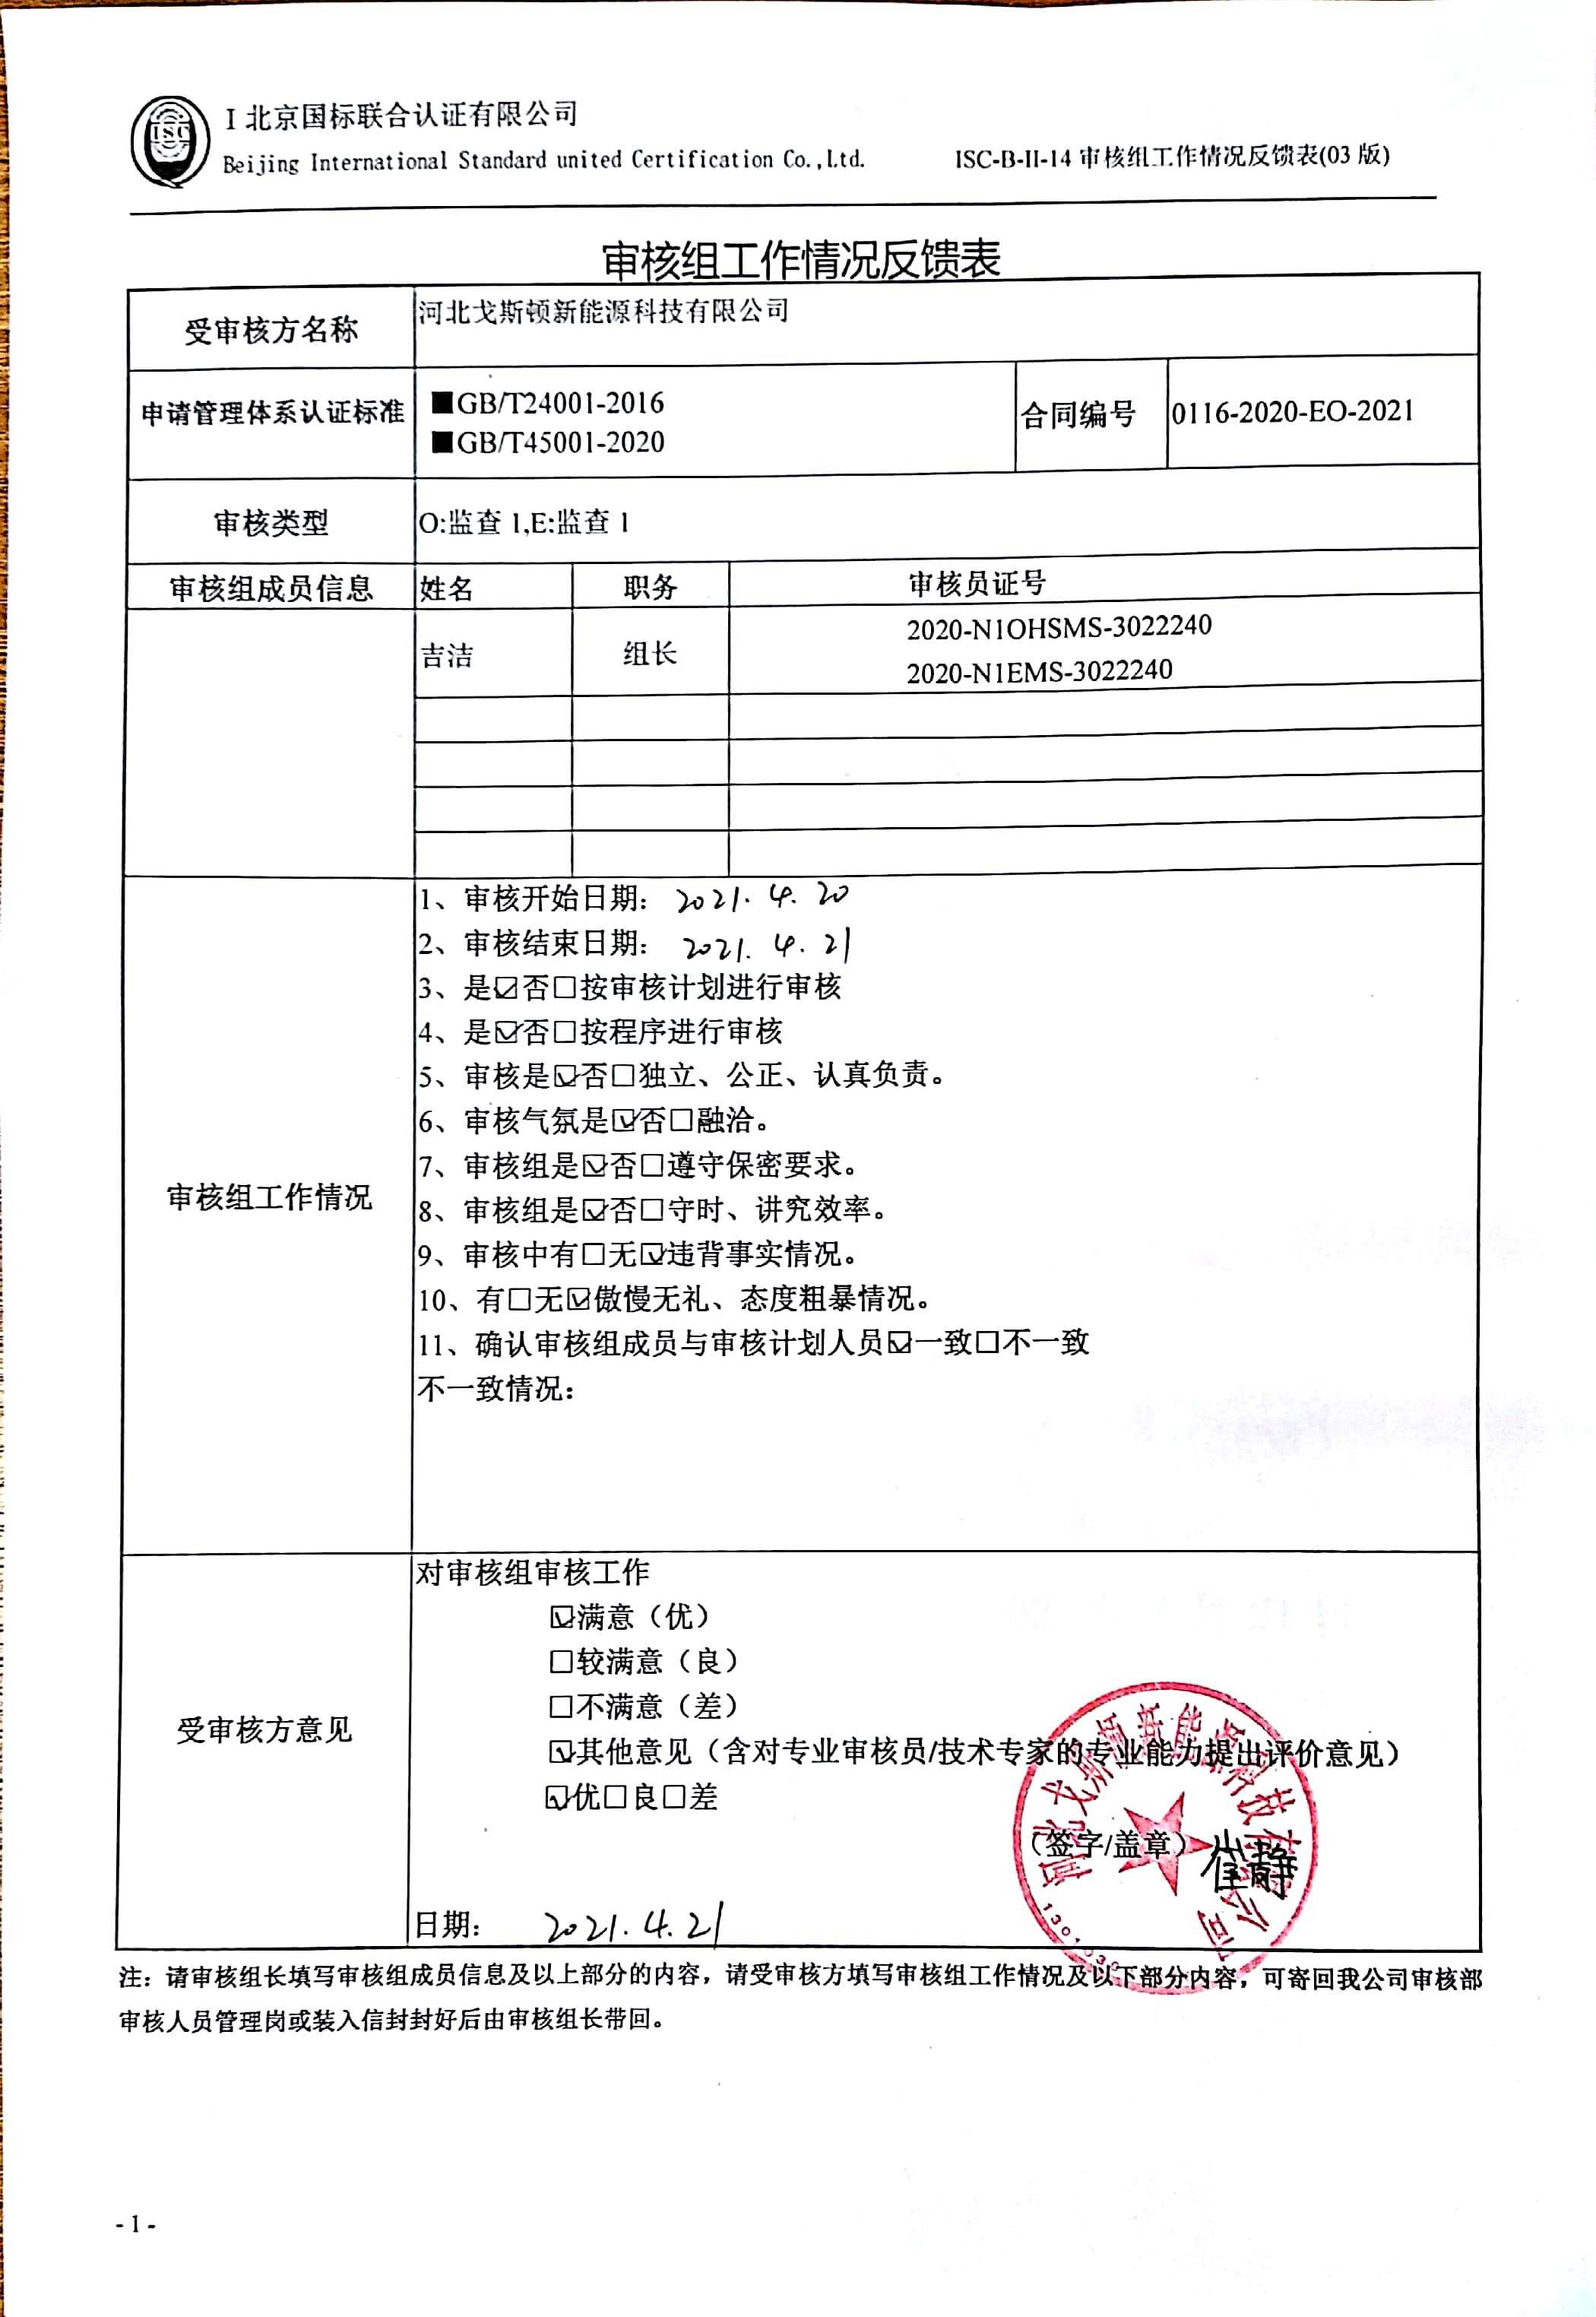 ISC
I 北京国标联合认证有限公司
Beijing International Standard united Certification Co.,Ltd.
ISC-B-II-14 审核组工作情况反馈表(03 版)
审核组工作情况反馈表
受审核方名称 河北戈斯顿新能源科技有限公司
申请管理体系认证标准 ■GB/T24001-2016
■GB/T45001-2020
合同编号 0116-2020-EO-2021
审核类型 O:监查 1,E:监查 1
审核组成员信息 姓名 职务 审核员证号
吉洁 组长 2020-N1OHSMS-3022240
2020-N1EMS-3022240
审核组工作情况
1、审核开始日期： 2021.4.20
2、审核结束日期： 2021.4.21
3、是☑否□按审核计划进行审核
4、是☑否□按程序进行审核
5、审核是☑否□独立、公正、认真负责。
6、审核气氛是☑否□融洽。
7、审核组是☑否□遵守保密要求。
8、审核组是☑否□守时、讲究效率。
9、审核中有□无☑违背事实情况。
10、有□无☑傲慢无礼、态度粗暴情况。
11、确认审核组成员与审核计划人员☑一致□不一致
不一致情况：
受审核方意见
对审核组审核工作
☑满意（优）
□较满意（良）
□不满意（差）
☑其他意见（含对专业审核员/技术专家的专业能力提出评价意见）
☑优□良□差
（签字/盖章） 崔静
河北戈斯顿新能源科技有限公司
日期： 2021.4.21
注：请审核组长填写审核组成员信息及以上部分的内容，请受审核方填写审核组工作情况及以下部分内容，可寄回我公司审核部
审核人员管理岗或装入信封封好后由审核组长带回。
- 1 -